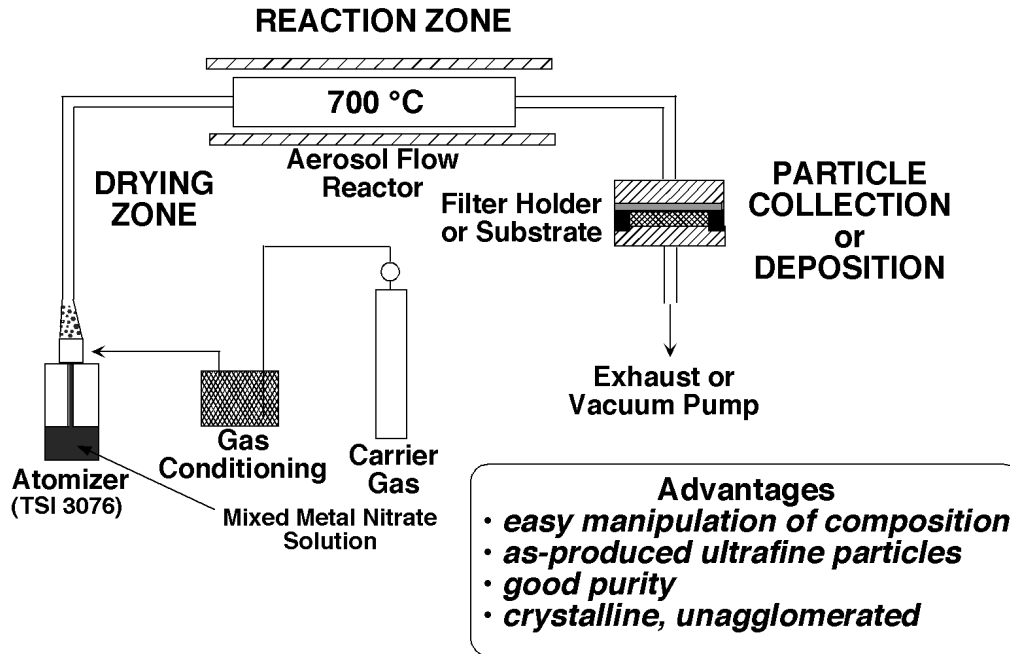 REACTION ZONE
700 °C
Aerosol Flow
Reactor
DRYING
ZONE
Filter Holder
or Substrate
PARTICLE
COLLECTION
or
DEPOSITION
Exhaust or
Vacuum Pump
Gas
Conditioning
Carrier
Gas
Atomizer
(TSI 3076)
Mixed Metal Nitrate
Solution
Advantages
· easy manipulation of composition
· as-produced ultrafine particles
· good purity
· crystalline, unagglomerated